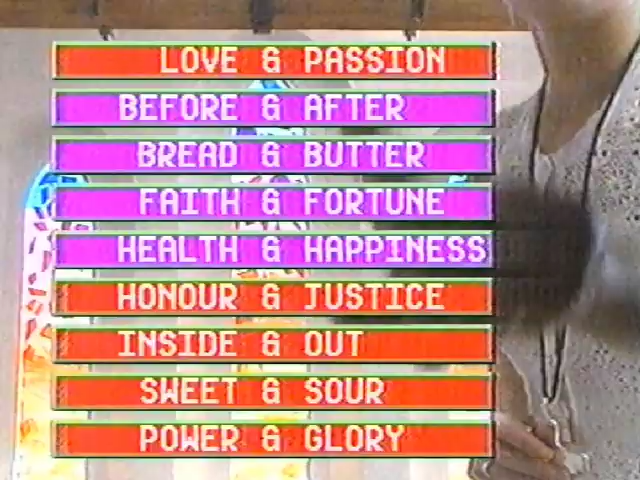 LOVE & PASSION
BEFORE & AFTER
BREAD & BUTTER
FAITH & FORTUNE
HEALTH & HAPPINESS
HONOUR & JUSTICE
INSIDE & OUT
SWEET & SOUR
POWER & GLORY